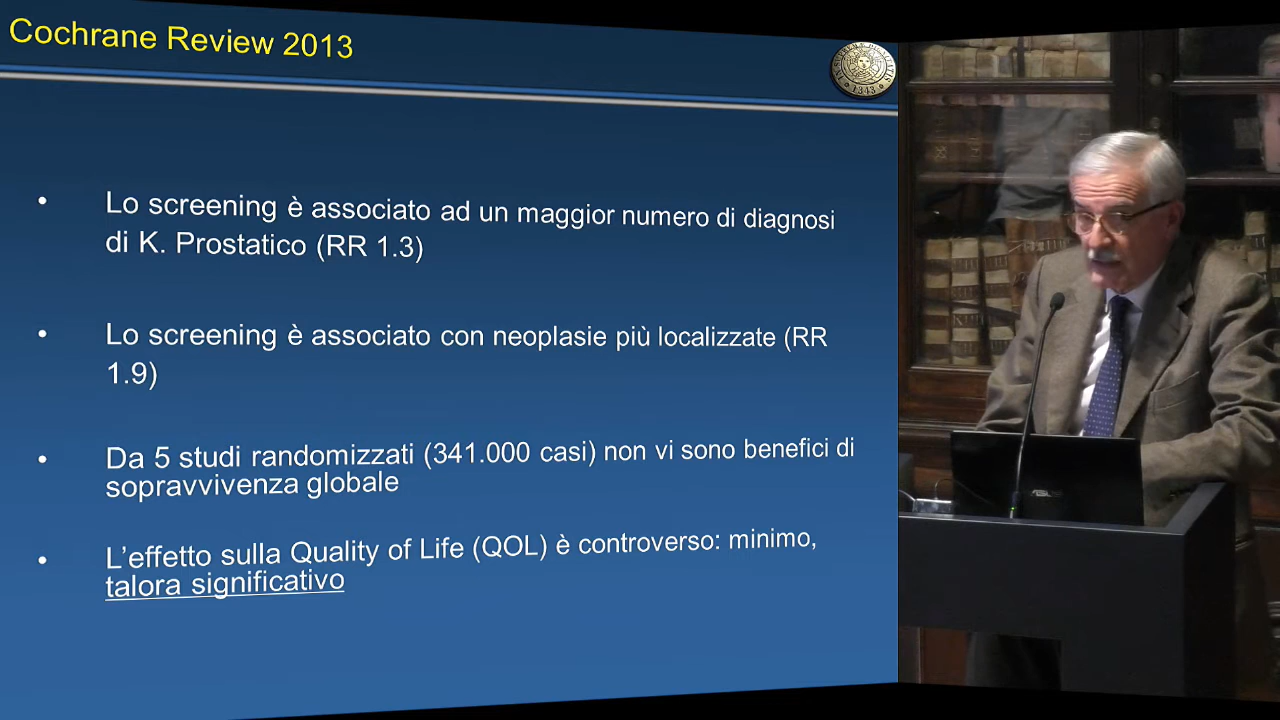 Cochrane Review 2013
1343
• Lo screening è associato ad un maggior numero di diagnosi
di K. Prostatico (RR 1.3)
• Lo screening è associato con neoplasie più localizzate (RR
1.9)
• Da 5 studi randomizzati (341.000 casi) non vi sono benefici di
sopravvivenza globale
• L’effetto sulla Quality of Life (QOL) è controverso: minimo,
talora significativo
ASUS